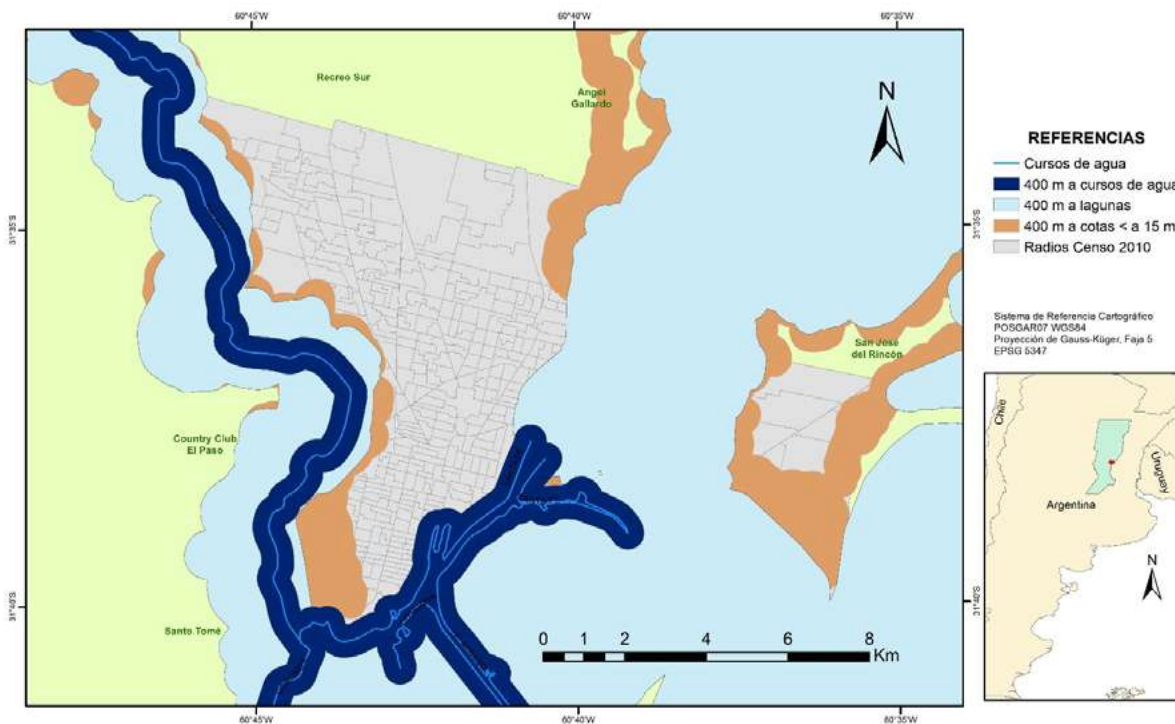 60°45'W 60°40'W 60°35'W
Recreo Sur
Angel
Gallardo
N
31°35'S
31°35'S
San José
del Rincón
Country Club
El Paso
Santo Tomé
31°40'S
31°40'S
0 1 2 4 6 8
Km
60°45'W 60°40'W 60°35'W
REFERENCIAS
Cursos de agua
400 m a cursos de agua
400 m a lagunas
400 m a cotas < a 15 m
Radios Censo 2010
Sistema de Referencia Cartográfico
POSGAR07 WGS84
Proyección de Gauss-Küger, Faja 5
EPSG 5347
Chile
Uruguay
Argentina
N